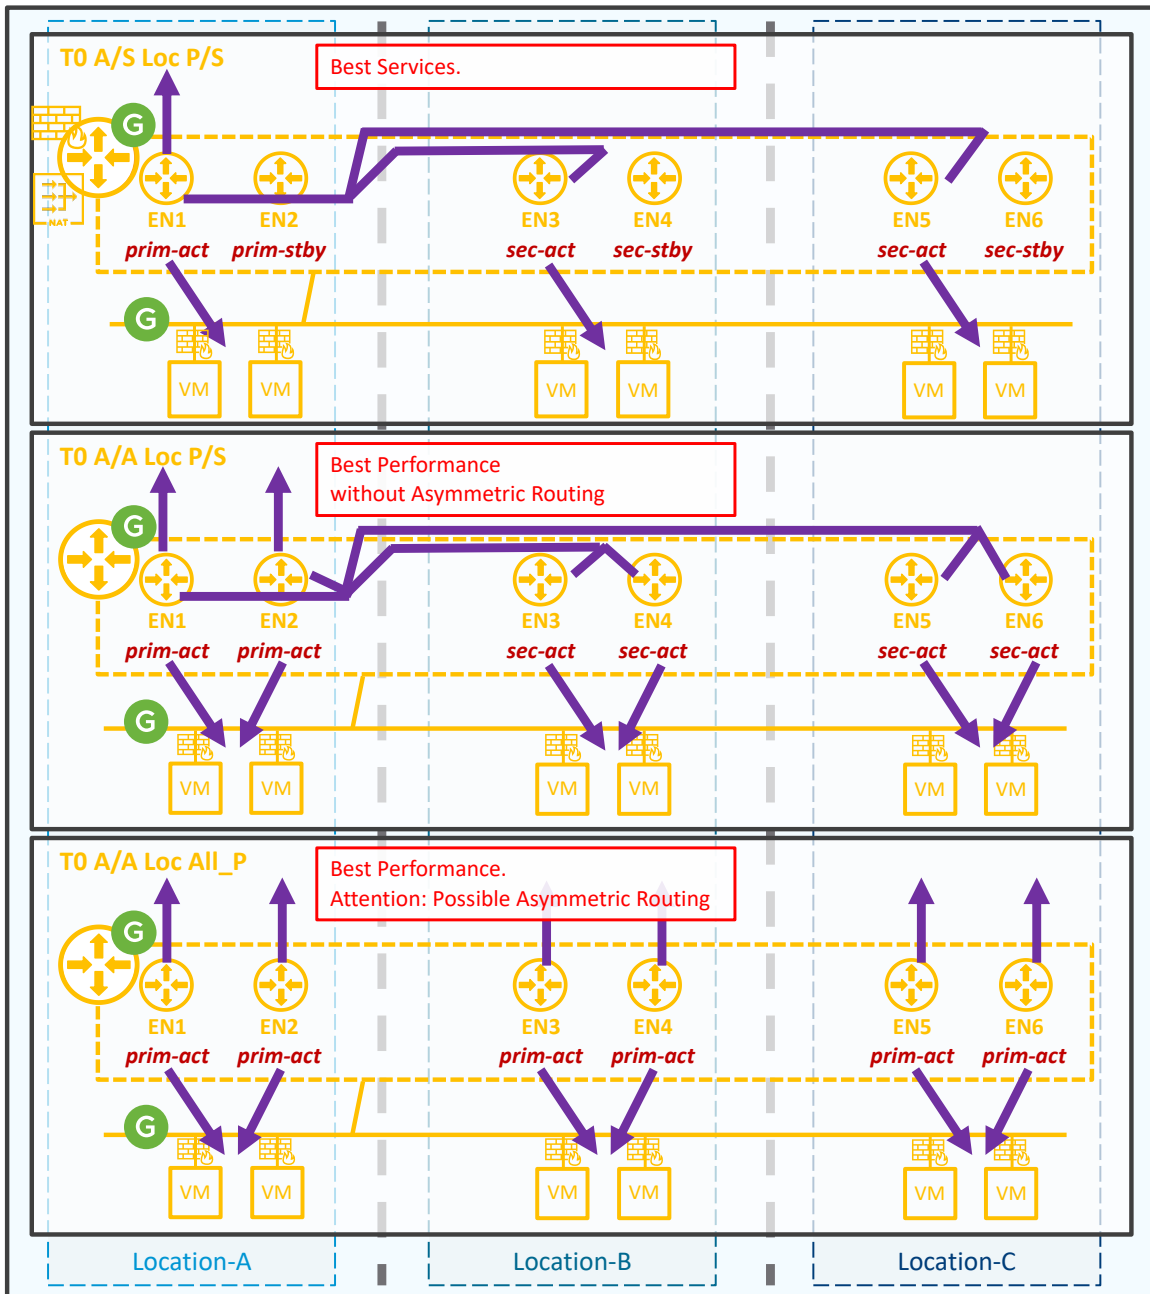 T0 A/S Loc P/S
Best Services.
G
NAT
EN1 EN2 EN3 EN4 EN5 EN6
prim-act prim-stby sec-act sec-stby sec-act sec-stby
G
VM VM VM VM VM VM
T0 A/A Loc P/S
Best Performance
without Asymmetric Routing
G
EN1 EN2 EN3 EN4 EN5 EN6
prim-act prim-act sec-act sec-act sec-act sec-act
G
VM VM VM VM VM VM
T0 A/A Loc All_P
Best Performance.
Attention: Possible Asymmetric Routing
G
EN1 EN2 EN3 EN4 EN5 EN6
prim-act prim-act prim-act prim-act prim-act prim-act
G
VM VM VM VM VM VM
Location-A Location-B Location-C